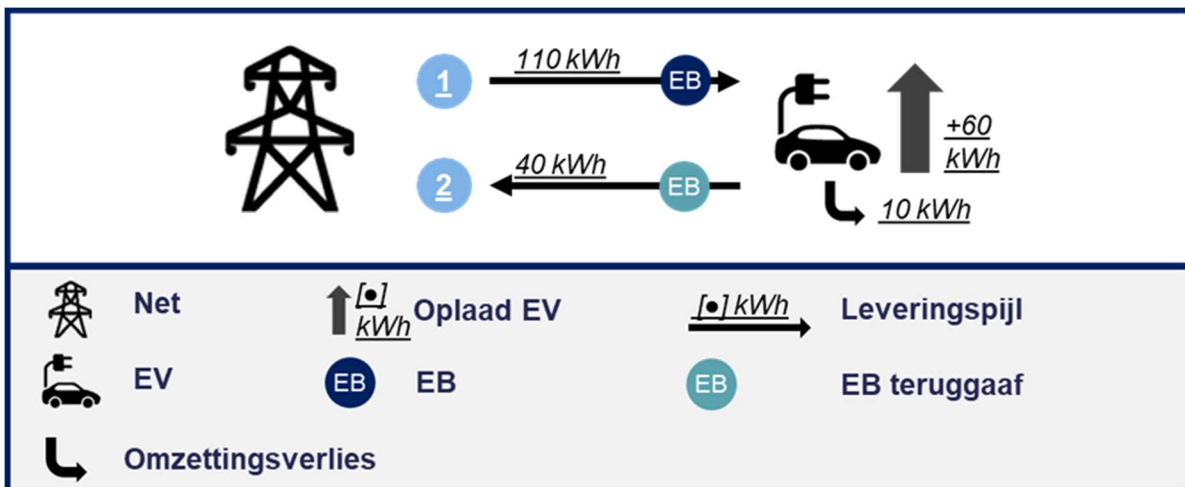 1 110 kWh EB
+60
kWh
2 40 kWh EB
10 kWh
Net
[•]
kWh
Oplaad EV
[•] kWh
Leveringspijl
EV
EB EB
EB EB teruggaaf
Omzettingsverlies